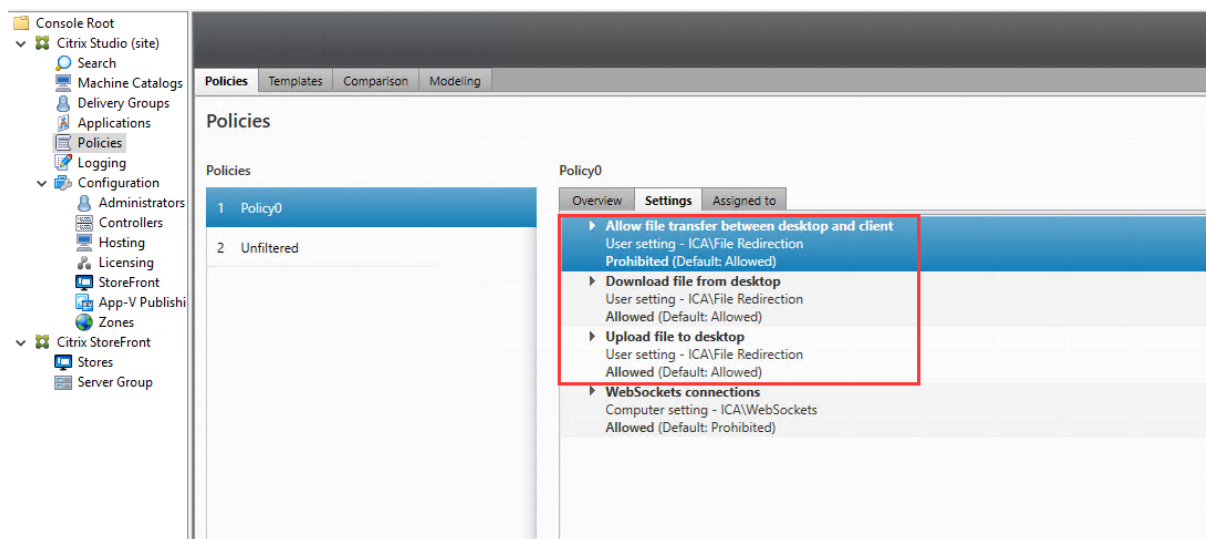 Console Root
Citrix Studio (site)
Search
Machine Catalogs
Delivery Groups
Applications
Policies
Logging
Configuration
Administrators
Controllers
Hosting
Licensing
StoreFront
App-V Publishi
Zones
Citrix StoreFront
Stores
Server Group
Policies Templates Comparison Modeling
Policies
Policies
1 Policy0
2 Unfiltered
Policy0
Overview Settings Assigned to
Allow file transfer between desktop and client
User setting - ICA\File Redirection
Prohibited (Default: Allowed)
Download file from desktop
User setting - ICA\File Redirection
Allowed (Default: Allowed)
Upload file to desktop
User setting - ICA\File Redirection
Allowed (Default: Allowed)
WebSockets connections
Computer setting - ICA\WebSockets
Allowed (Default: Prohibited)